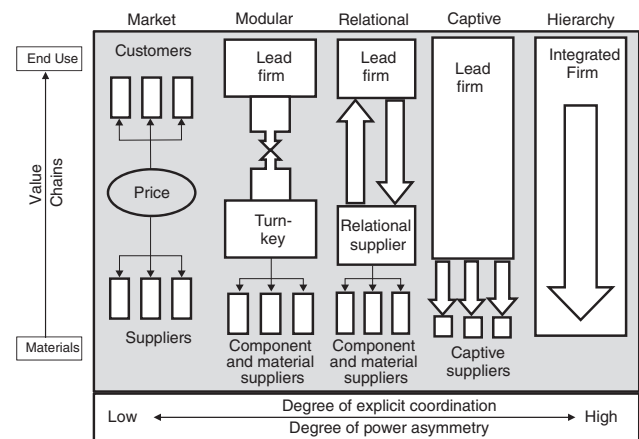 Market
Modular
Relational
Captive
Hierarchy
End Use
Value
Chains
Materials
Customers
Price
Suppliers
Lead
firm
Turn-
key
Component
and material
suppliers
Lead
firm
Relational
supplier
Component
and material
suppliers
Lead
firm
Captive
suppliers
Integrated
Firm
Low
Degree of explicit coordination
Degree of power asymmetry
High